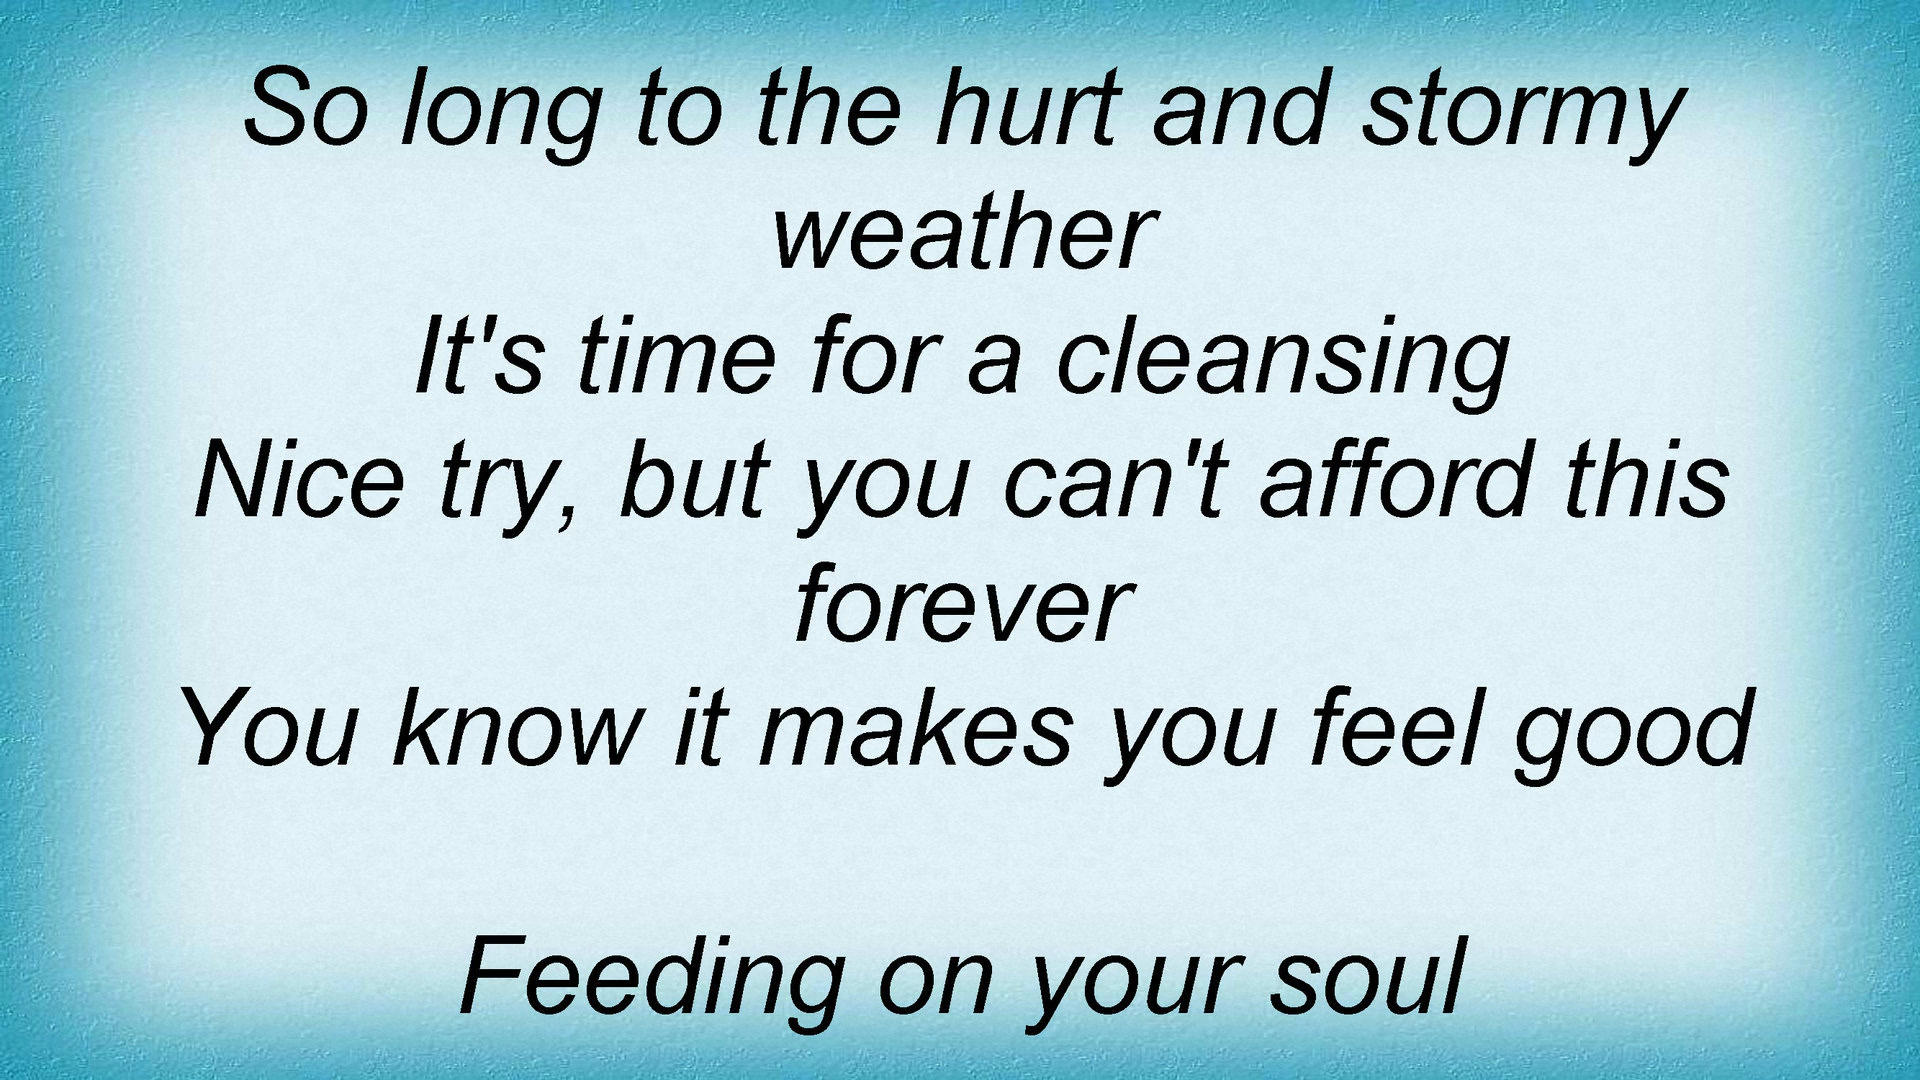 So long to the hurt and stormy
weather
It's time for a cleansing
Nice try, but you can't afford this
forever
You know it makes you feel good
Feeding on your soul